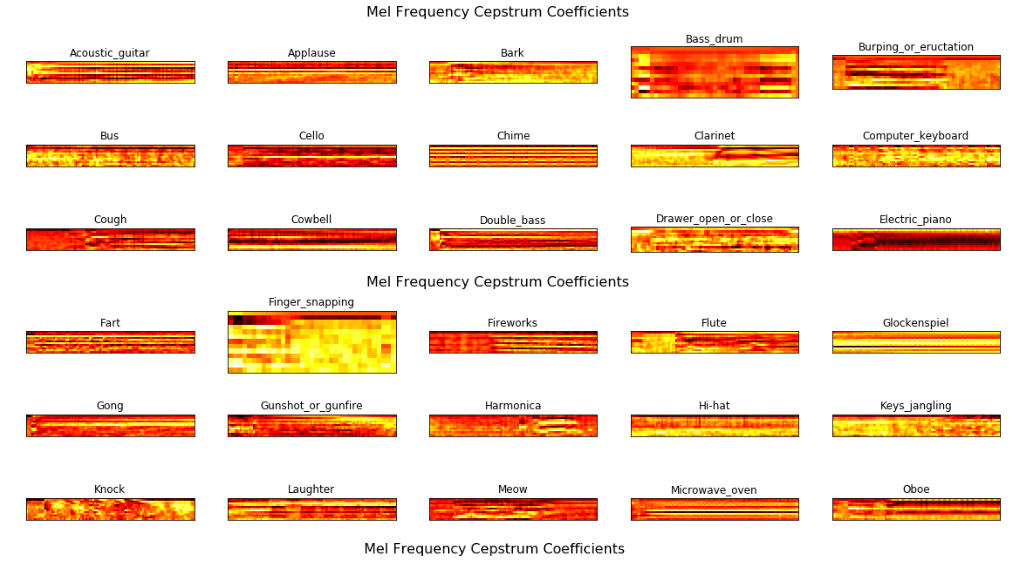 Mel Frequency Cepstrum Coefficients
Acoustic_guitar Applause Bark Bass_drum Burping_or_eructation
Bus Cello Chime Clarinet Computer_keyboard
Cough Cowbell Double_bass Drawer_open_or_close Electric_piano
Mel Frequency Cepstrum Coefficients
Fart Finger_snapping Fireworks Flute Glockenspiel
Gong Gunshot_or_gunfire Harmonica Hi-hat Keys_jangling
Knock Laughter Meow Microwave_oven Oboe
Mel Frequency Cepstrum Coefficients